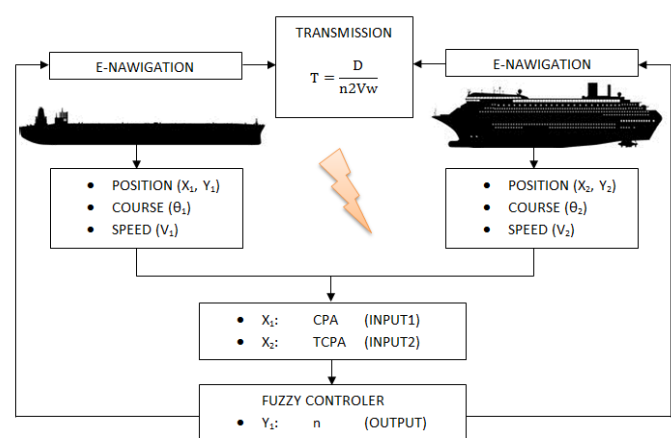 TRANSMISSION
T = D / n2Vw
E-NAWIGATION
E-NAWIGATION
• POSITION (X₁, Y₁)
• COURSE (θ₁)
• SPEED (V₁)
• POSITION (X₂, Y₂)
• COURSE (θ₂)
• SPEED (V₂)
• X₁: CPA (INPUT1)
• X₂: TCPA (INPUT2)
FUZZY CONTROLER
• Y₁: n (OUTPUT)